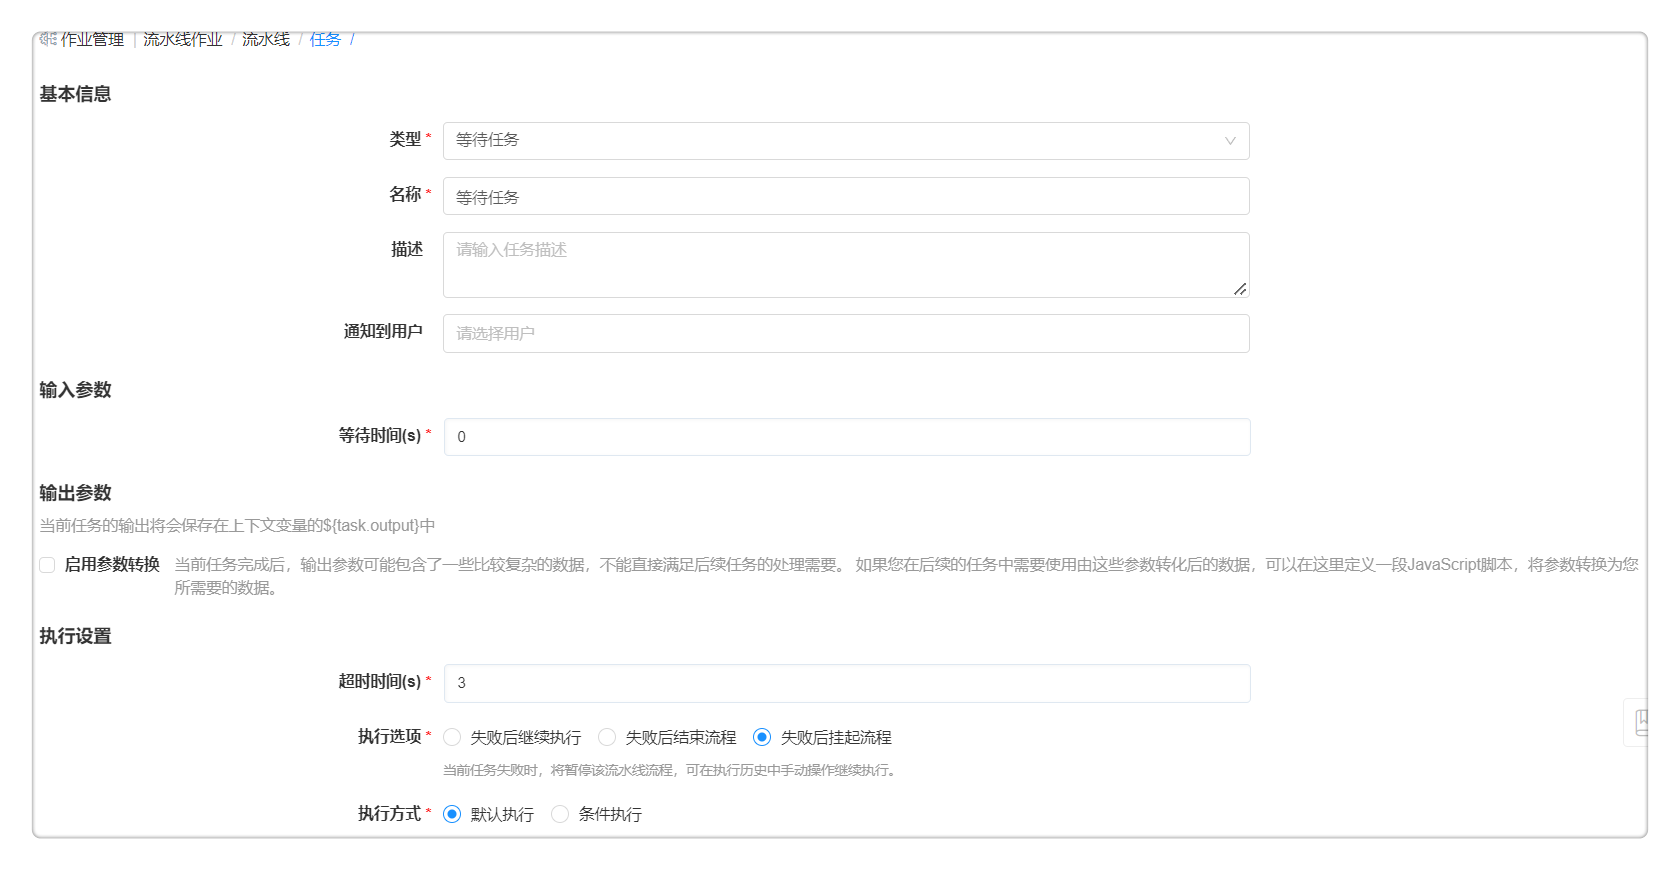 作业管理 | 流水线作业 / 流水线 / 任务 /
基本信息
类型 * 等待任务
名称 * 等待任务
描述 请输入任务描述
通知到用户 请选择用户
输入参数
等待时间(s) * 0
输出参数
当前任务的输出将会保存在上下文变量的${task.output}中
启用参数转换 当前任务完成后，输出参数可能包含了一些比较复杂的数据，不能直接满足后续任务的处理需要。 如果您在后续的任务中需要使用由这些参数转化后的数据，可以在这里定义一段JavaScript脚本，将参数转换为您
所需要的数据。
执行设置
超时时间(s) * 3
执行选项 * 失败后继续执行 失败后结束流程 失败后挂起流程
当前任务失败时，将暂停该流水线流程，可在执行历史中手动操作继续执行。
执行方式 * 默认执行 条件执行